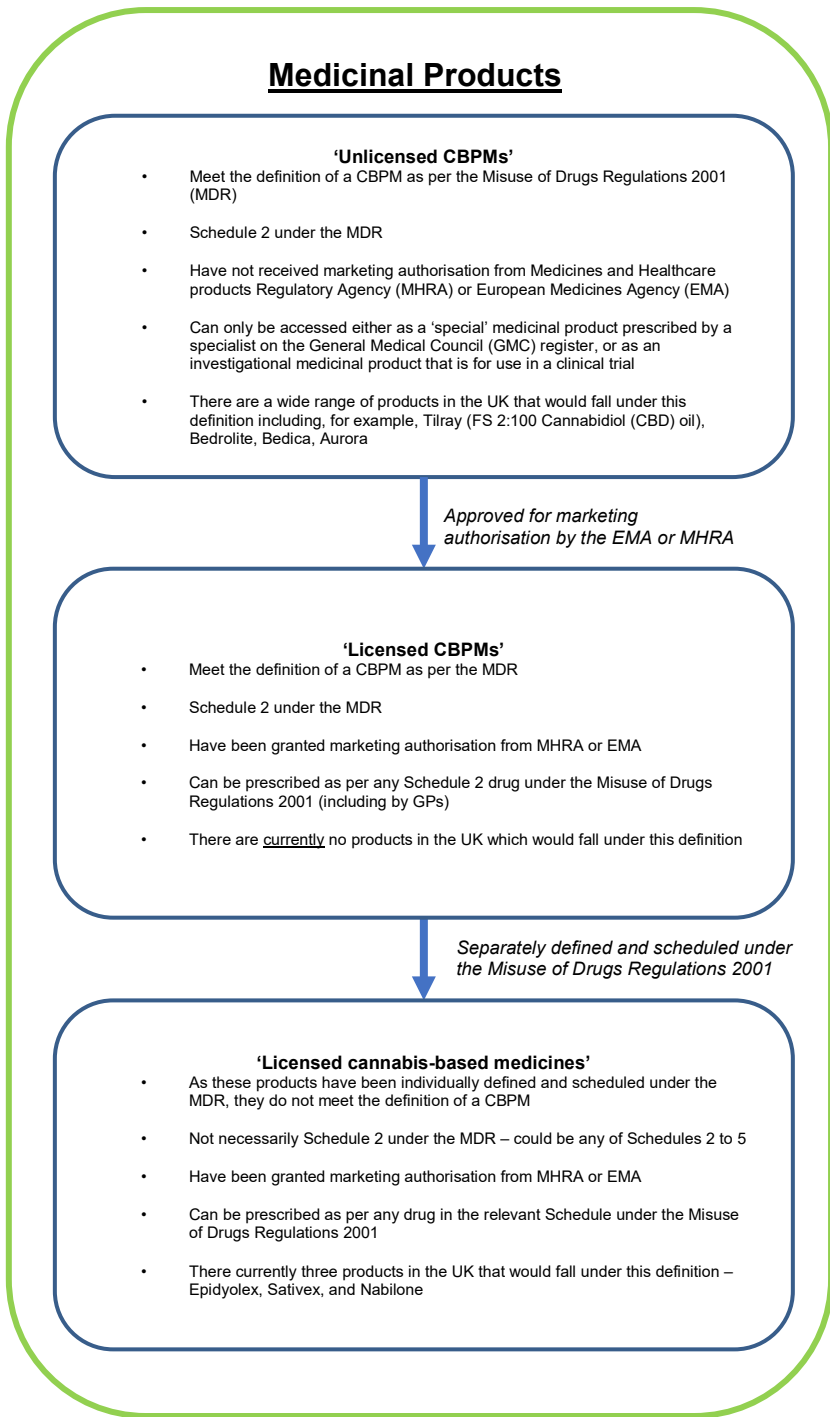 Medicinal Products
‘Unlicensed CBPMs’
• Meet the definition of a CBPM as per the Misuse of Drugs Regulations 2001
(MDR)
• Schedule 2 under the MDR
• Have not received marketing authorisation from Medicines and Healthcare
products Regulatory Agency (MHRA) or European Medicines Agency (EMA)
• Can only be accessed either as a ‘special’ medicinal product prescribed by a
specialist on the General Medical Council (GMC) register, or as an
investigational medicinal product that is for use in a clinical trial
• There are a wide range of products in the UK that would fall under this
definition including, for example, Tilray (FS 2:100 Cannabidiol (CBD) oil),
Bedrolite, Bedica, Aurora
Approved for marketing
authorisation by the EMA or MHRA
‘Licensed CBPMs’
• Meet the definition of a CBPM as per the MDR
• Schedule 2 under the MDR
• Have been granted marketing authorisation from MHRA or EMA
• Can be prescribed as per any Schedule 2 drug under the Misuse of Drugs
Regulations 2001 (including by GPs)
• There are currently no products in the UK which would fall under this definition
Separately defined and scheduled under
the Misuse of Drugs Regulations 2001
‘Licensed cannabis-based medicines’
• As these products have been individually defined and scheduled under the
MDR, they do not meet the definition of a CBPM
• Not necessarily Schedule 2 under the MDR – could be any of Schedules 2 to 5
• Have been granted marketing authorisation from MHRA or EMA
• Can be prescribed as per any drug in the relevant Schedule under the Misuse
of Drugs Regulations 2001
• There currently three products in the UK that would fall under this definition –
Epidyolex, Sativex, and Nabilone